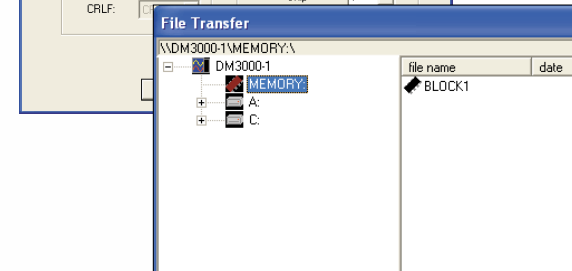 CRLF:
File Transfer
\\DM3000-1\MEMORY:\
DM3000-1
file name date
MEMORY:
BLOCK1
A:
C: